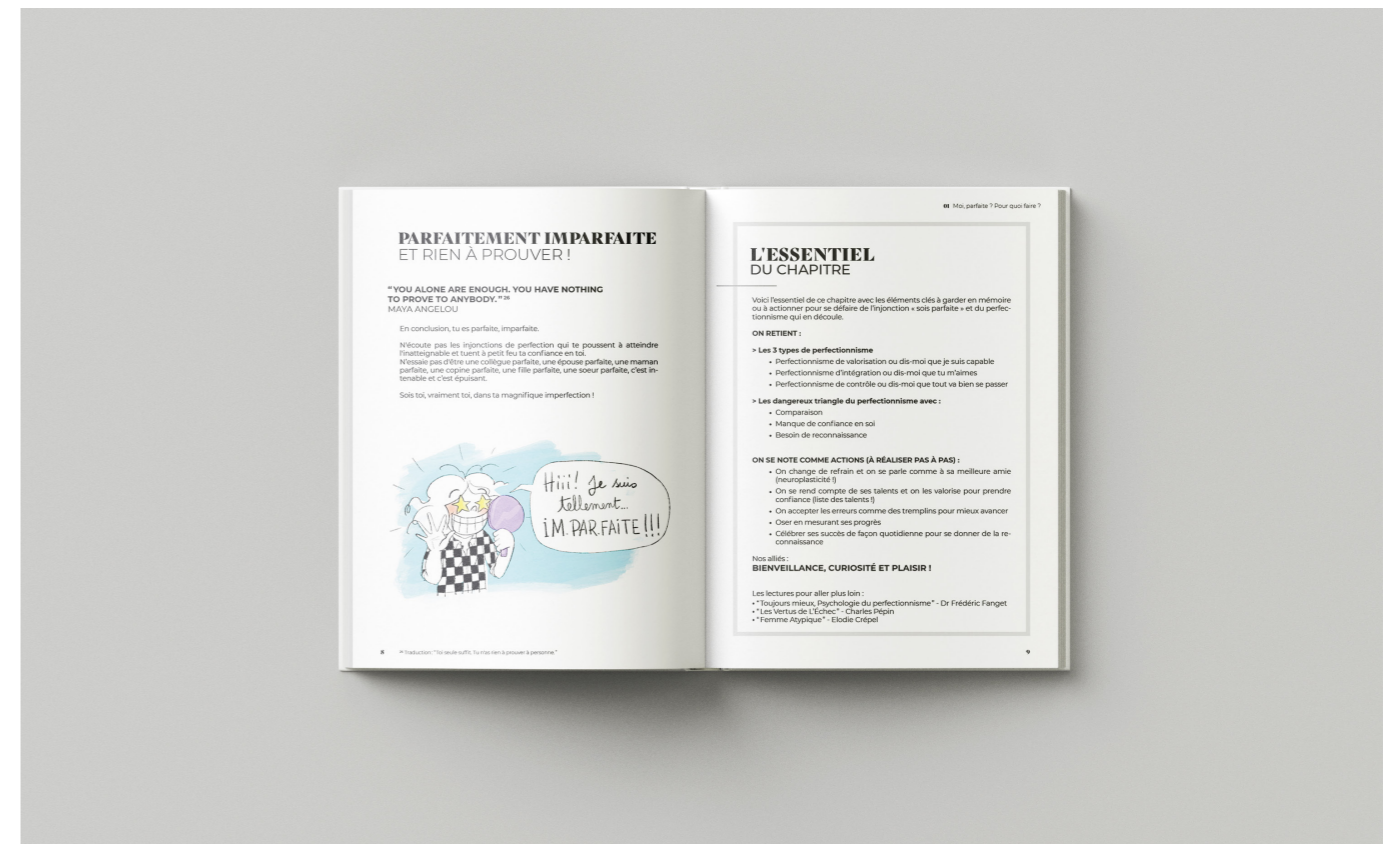 PARFAITEMENT IMPARFAITE
ET RIEN À PROUVER !
“YOU ALONE ARE ENOUGH. YOU HAVE NOTHING
TO PROVE TO ANYBODY.” 26
MAYA ANGELOU
En conclusion, tu es parfaite, imparfaite.
N'écoute pas les injonctions de perfection qui te poussent à atteindre
l'inatteignable et tuent à petit feu ta confiance en toi.
N'essaie pas d'être une collègue parfaite, une épouse parfaite, une maman
parfaite, une copine parfaite, une fille parfaite, une soeur parfaite, c'est in-
tenable et c'est épuisant.
Sois toi, vraiment toi, dans ta magnifique imperfection !
Hiii! Je suis
tellement...
iM.PAR.FAiTE!!!
8
26 Traduction: "Toi seule suffit. Tu n'as rien à prouver à personne."
01 Moi, parfaite ? Pour quoi faire ?
L'ESSENTIEL
DU CHAPITRE
Voici l'essentiel de ce chapitre avec les éléments clés à garder en mémoire
ou à actionner pour se défaire de l'injonction « sois parfaite » et du perfec-
tionnisme qui en découle.
ON RETIENT :
> Les 3 types de perfectionnisme
• Perfectionnisme de valorisation ou dis-moi que je suis capable
• Perfectionnisme d'intégration ou dis-moi que tu m'aimes
• Perfectionnisme de contrôle ou dis-moi que tout va bien se passer
> Les dangereux triangle du perfectionnisme avec :
• Comparaison
• Manque de confiance en soi
• Besoin de reconnaissance
ON SE NOTE COMME ACTIONS (À RÉALISER PAS À PAS) :
• On change de refrain et on se parle comme à sa meilleure amie
(neuroplasticité !)
• On se rend compte de ses talents et on les valorise pour prendre
confiance (liste des talents !)
• On accepter les erreurs comme des tremplins pour mieux avancer
• Oser en mesurant ses progrès
• Célébrer ses succès de façon quotidienne pour se donner de la re-
connaissance
Nos alliés :
BIENVEILLANCE, CURIOSITÉ ET PLAISIR !
Les lectures pour aller plus loin :
• "Toujours mieux, Psychologie du perfectionnisme" - Dr Frédéric Fanget
• "Les Vertus de L'Échec" - Charles Pépin
• "Femme Atypique" - Elodie Crépel
9